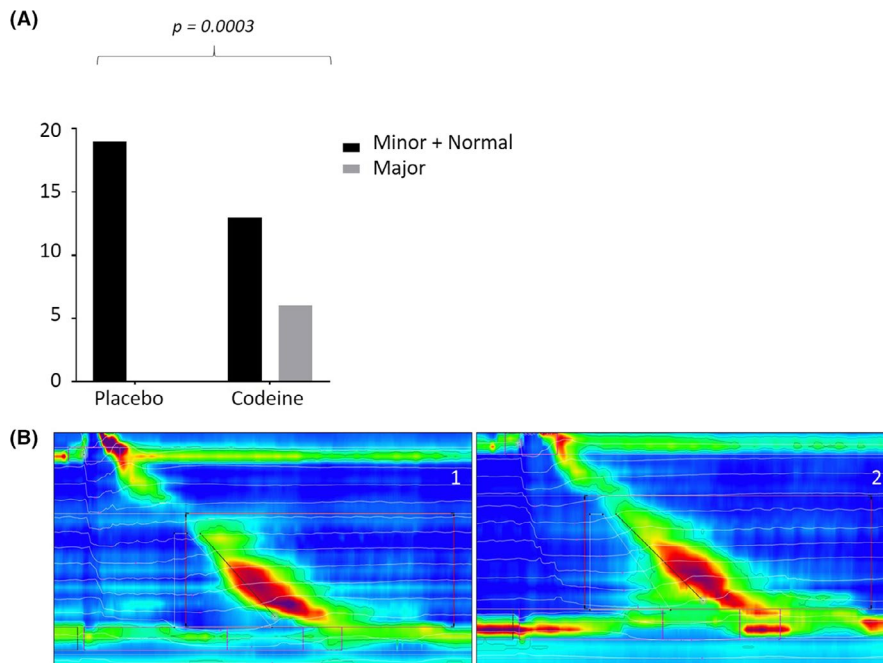 (A)
p = 0.0003
20
15
10
5
0
Minor + Normal
Major
Placebo Codeine
(B)
1
2